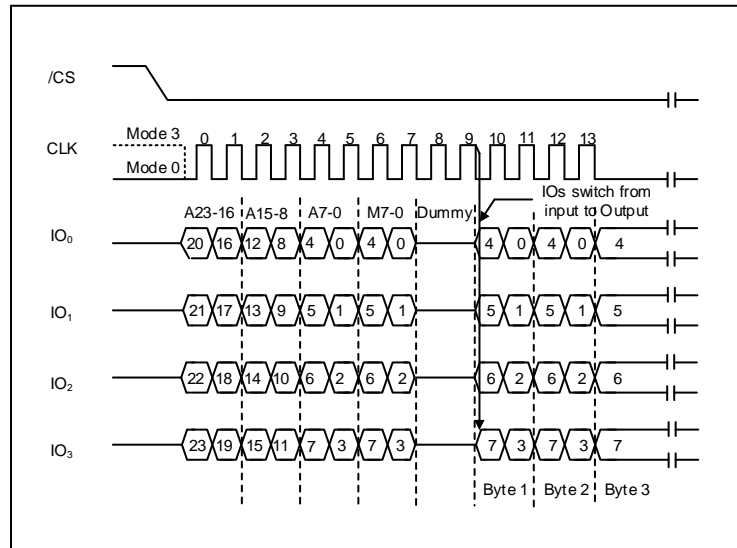 /CS
Mode 3
CLK
Mode 0
0 1 2 3 4 5 6 7 8 9 10 11 12 13
IOs switch from
input to Output
A23-16 A15-8 A7-0 M7-0 Dummy
IO0 20 16 12 8 4 0 4 0 4 0 4 0 4
IO1 21 17 13 9 5 1 5 1 5 1 5 1 5
IO2 22 18 14 10 6 2 6 2 6 2 6 2 6
IO3 23 19 15 11 7 3 7 3 7 3 7 3 7
Byte 1 Byte 2 Byte 3